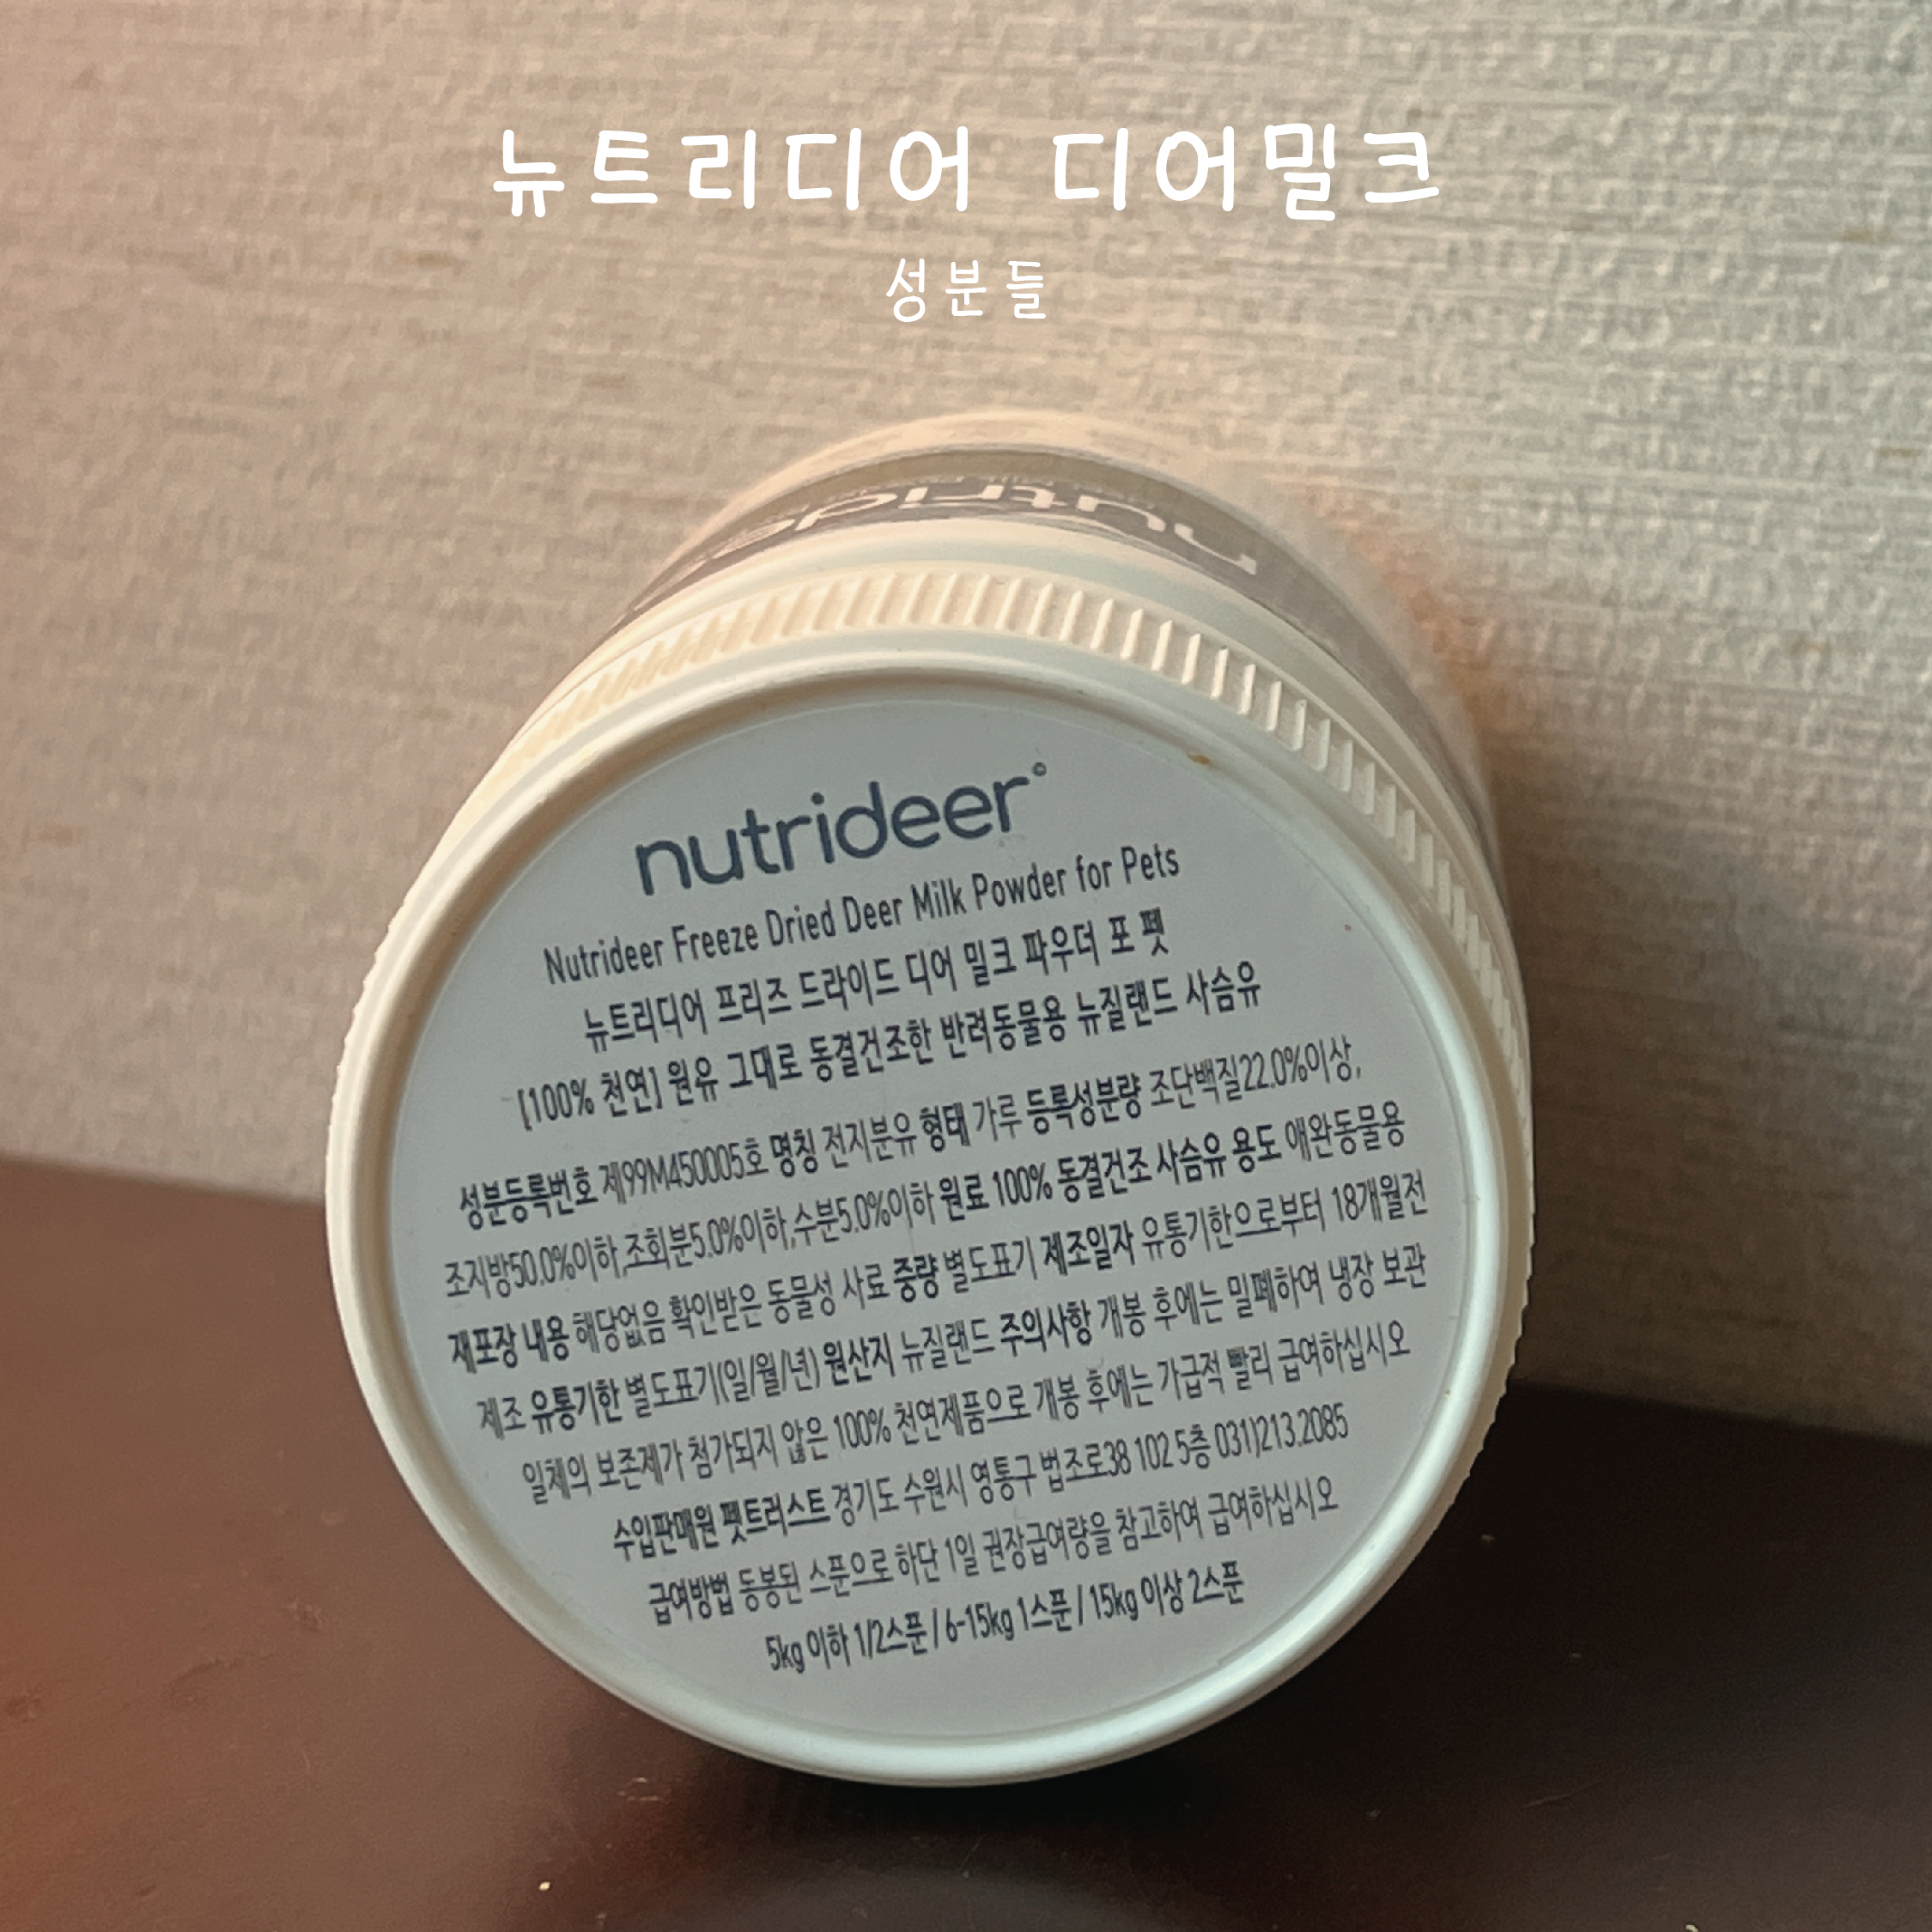 뉴트리디어 디어밀크
성분들
nutride
nutrideer©
Nutrideer Freeze Dried Deer Milk Powder for Pets
뉴트리디어 프리즈 드라이드 디어 밀크 파우더 포 펫
[100% 천연] 원유 그대로 동결건조한 반려동물용 뉴질랜드 사슴유
성분등록번호 제99M450005호 명칭 전지분유 형태 가루 등록성분량 조단백질22.0%이상,
조지방50.0%이하,조회분5.0%이하,수분5.0%이하 원료 100% 동결건조 사슴유 용도 애완동물용
재포장 내용 해당없음 확인받은 동물성 사료 중량 별도표기 제조일자 유통기한으로부터 18개월전
제조 유통기한 별도표기(일/월/년) 원산지 뉴질랜드 주의사항 개봉 후에는 밀폐하여 냉장 보관
일체의 보존제가 첨가되지 않은 100% 천연제품으로 개봉 후에는 가급적 빨리 급여하십시오
수입판매원 펫트러스트 경기도 수원시 영통구 법조로38 102 5층 031)213.2085
급여방법 동봉된 스푼으로 하단 1일 권장급여량을 참고하여 급여하십시오
5kg 이하 1/2스푼 / 6-15kg 1스푼 / 15kg 이상 2스푼